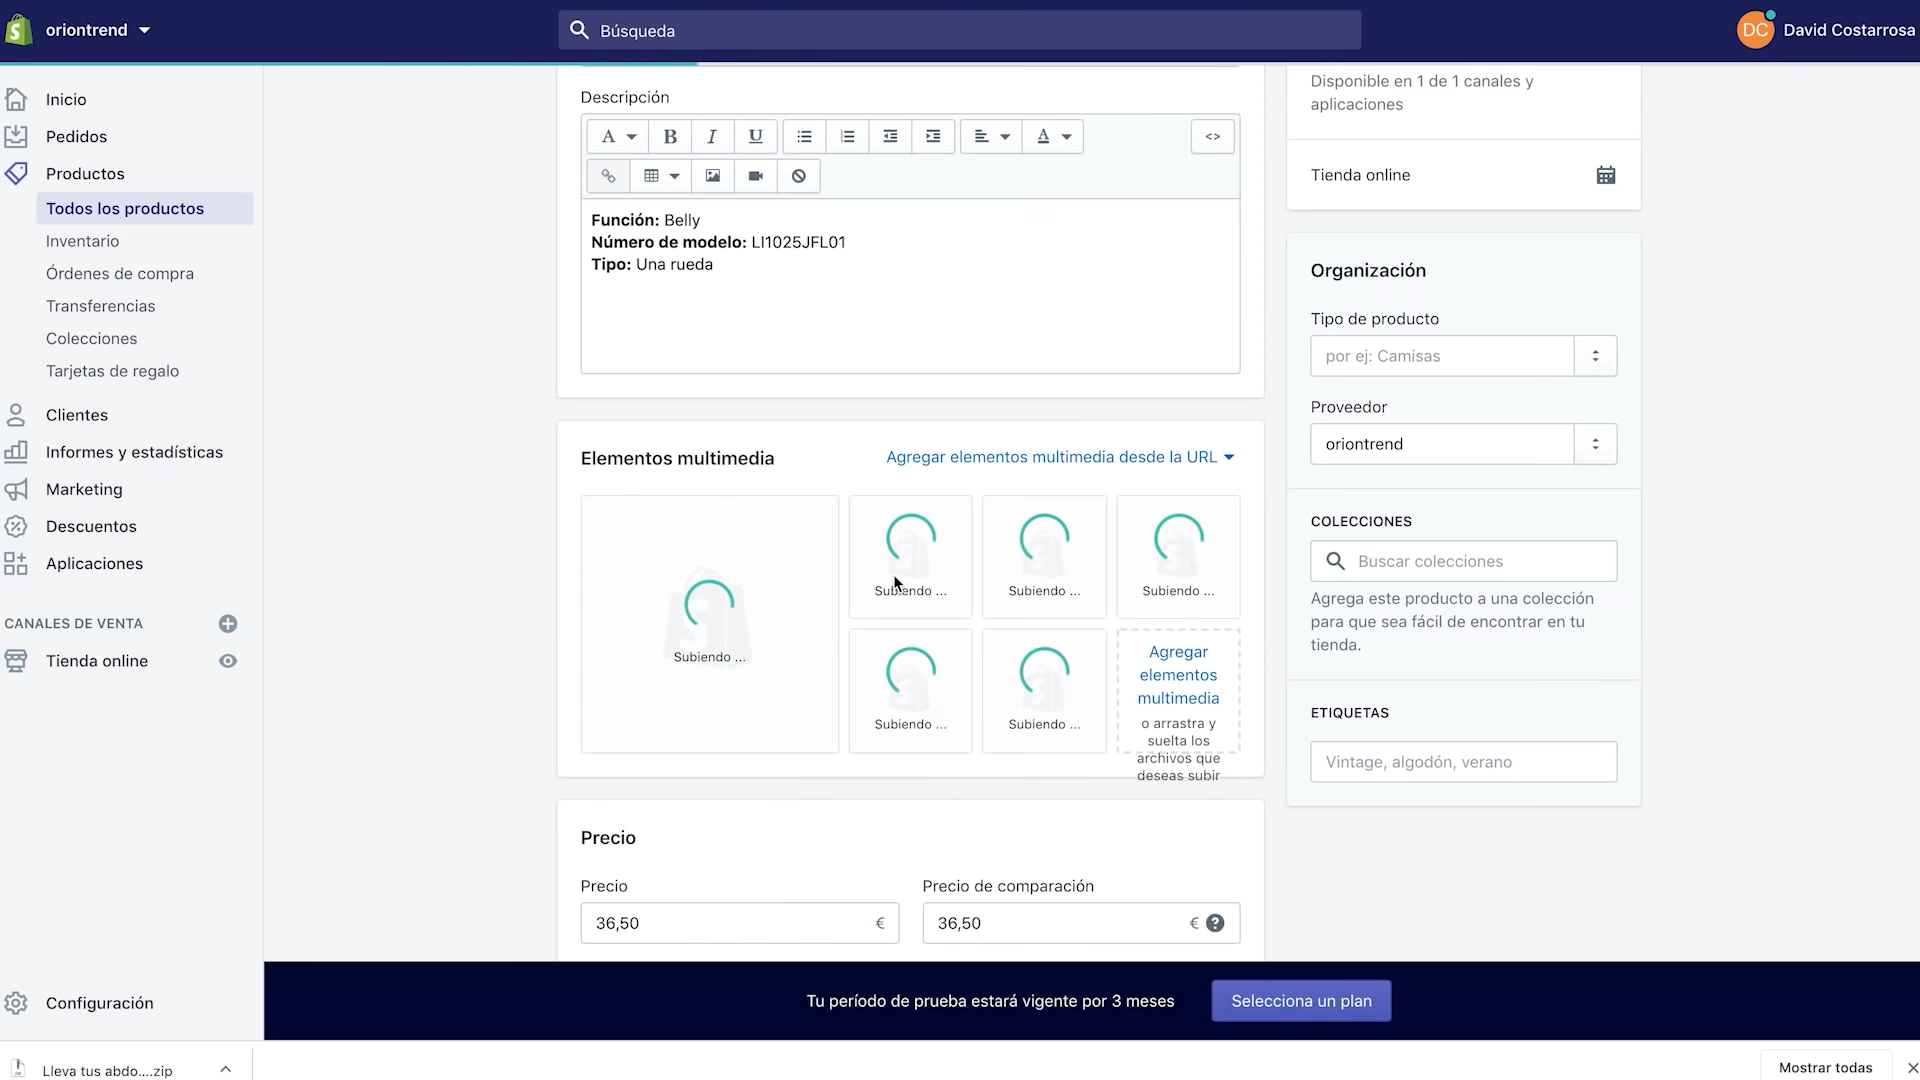 oriontrend
Búsqueda
DC
David Costarrosa
Inicio
Pedidos
Productos
Todos los productos
Inventario
Órdenes de compra
Transferencias
Colecciones
Tarjetas de regalo
Clientes
Informes y estadísticas
Marketing
Descuentos
Aplicaciones
CANALES DE VENTA
Tienda online
Configuración
Descripción
A
B
I
U
A
<>
Función: Belly
Número de modelo: LI1025JFL01
Tipo: Una rueda
Elementos multimedia
Agregar elementos multimedia desde la URL
Subiendo ...
Subiendo ...
Subiendo ...
Subiendo ...
Subiendo ...
Subiendo ...
Agregar
elementos
multimedia
o arrastra y
suelta los
archivos que
deseas subir
Precio
Precio
36,50 €
Precio de comparación
36,50 € ?
Disponible en 1 de 1 canales y
aplicaciones
Tienda online
Organización
Tipo de producto
por ej: Camisas
Proveedor
oriontrend
COLECCIONES
Buscar colecciones
Agrega este producto a una colección
para que sea fácil de encontrar en tu
tienda.
ETIQUETAS
Vintage, algodón, verano
Tu período de prueba estará vigente por 3 meses
Selecciona un plan
Lleva tus abdo....zip
Mostrar todas